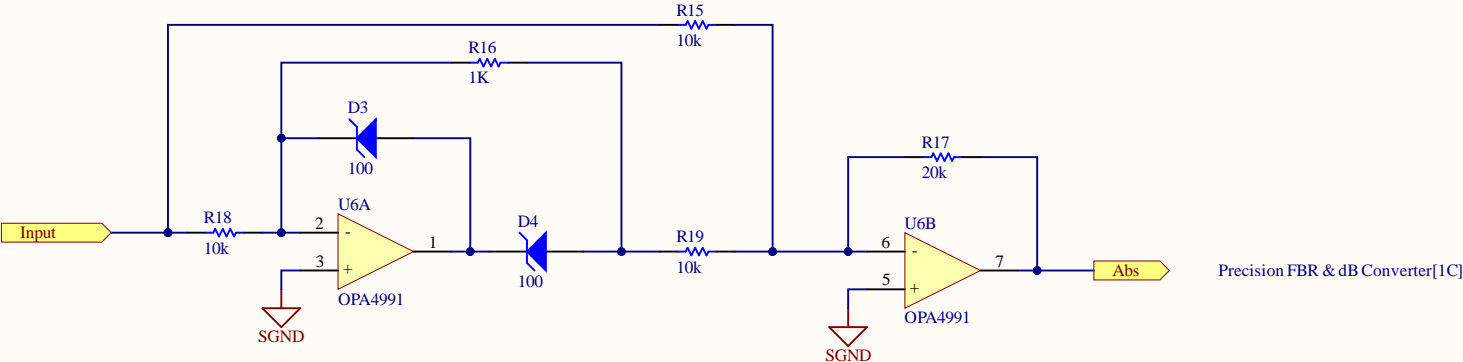 R15
10k
R16
1K
D3
100
R17
20k
Input
R18
10k
U6A
2
-
3
+
1
OPA4991
SGND
D4
100
R19
10k
U6B
6
-
5
+
7
OPA4991
SGND
Abs
Precision FBR & dB Converter[1C]